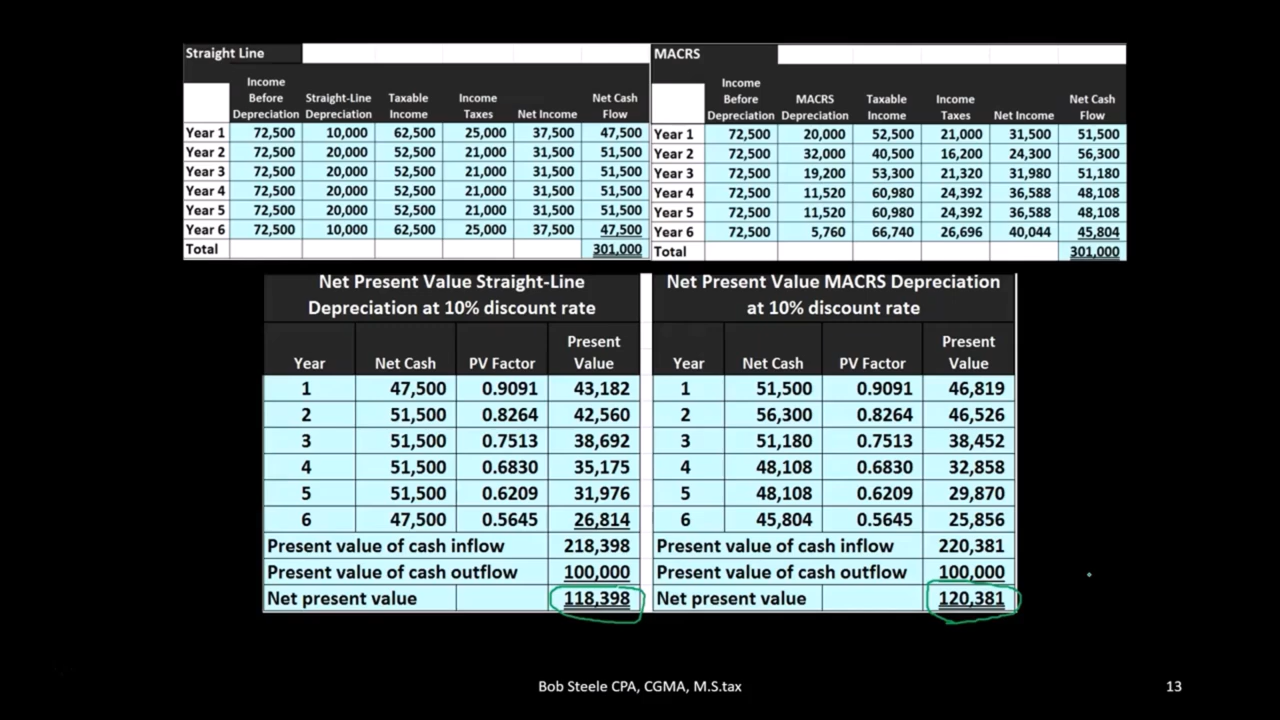 Straight Line
Income Before Depreciation Straight-Line Depreciation Taxable Income Income Taxes Net Income Net Cash Flow
Year 1 72,500 10,000 62,500 25,000 37,500 47,500
Year 2 72,500 20,000 52,500 21,000 31,500 51,500
Year 3 72,500 20,000 52,500 21,000 31,500 51,500
Year 4 72,500 20,000 52,500 21,000 31,500 51,500
Year 5 72,500 20,000 52,500 21,000 31,500 51,500
Year 6 72,500 10,000 62,500 25,000 37,500 47,500
Total 301,000
MACRS
Income Before Depreciation MACRS Depreciation Taxable Income Income Taxes Net Income Net Cash Flow
Year 1 72,500 20,000 52,500 21,000 31,500 51,500
Year 2 72,500 32,000 40,500 16,200 24,300 56,300
Year 3 72,500 19,200 53,300 21,320 31,980 51,180
Year 4 72,500 11,520 60,980 24,392 36,588 48,108
Year 5 72,500 11,520 60,980 24,392 36,588 48,108
Year 6 72,500 5,760 66,740 26,696 40,044 45,804
Total 301,000
Net Present Value Straight-Line
Depreciation at 10% discount rate
Year Net Cash PV Factor Present Value
1 47,500 0.9091 43,182
2 51,500 0.8264 42,560
3 51,500 0.7513 38,692
4 51,500 0.6830 35,175
5 51,500 0.6209 31,976
6 47,500 0.5645 26,814
Present value of cash inflow 218,398
Present value of cash outflow 100,000
Net present value 118,398
Net Present Value MACRS Depreciation
at 10% discount rate
Year Net Cash PV Factor Present Value
1 51,500 0.9091 46,819
2 56,300 0.8264 46,526
3 51,180 0.7513 38,452
4 48,108 0.6830 32,858
5 48,108 0.6209 29,870
6 45,804 0.5645 25,856
Present value of cash inflow 220,381
Present value of cash outflow 100,000
Net present value 120,381
Bob Steele CPA, CGMA, M.S.tax
13